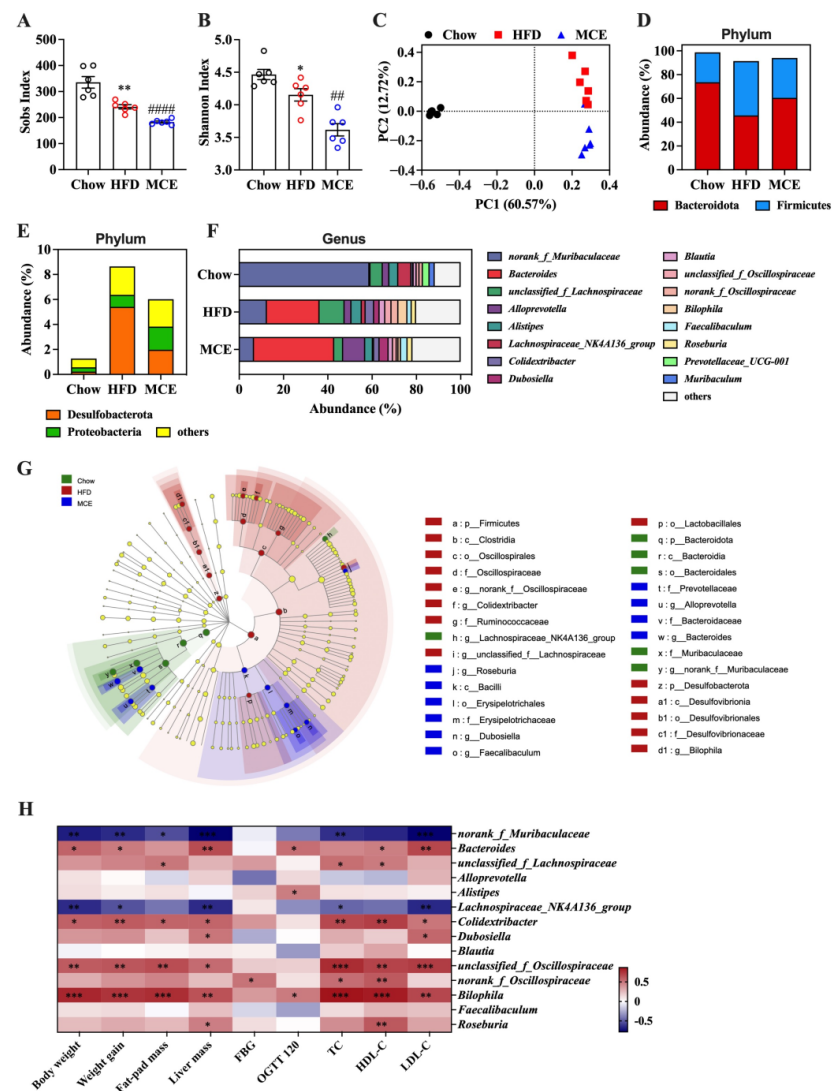 A
Sobs Index
500
400
300
200
100
0
**
####
Chow HFD MCE
B
Shannon Index
5.5
5.0
4.5
4.0
3.5
3.0
*
##
Chow HFD MCE
C
Chow HFD MCE
PC2 (12.72%)
0.4
0.2
0.0
−0.2
−0.4
−0.6 −0.4 −0.2 0.0 0.2 0.4
PC1 (60.57%)
D
Phylum
Abundance (%)
100
80
60
40
20
0
Chow HFD MCE
Bacteroidota Firmicutes
E
Phylum
Abundance (%)
10
8
6
4
2
0
Chow HFD MCE
Desulfobacterota
Proteobacteria others
F
Genus
Chow
HFD
MCE
0 20 40 60 80 100
Abundance (%)
norank_f_Muribaculaceae
Bacteroides
unclassified_f_Lachnospiraceae
Alloprevotella
Alistipes
Lachnospiraceae_NK4A136_group
Colidextribacter
Dubosiella
Blautia
unclassified_f_Oscillospiraceae
norank_f_Oscillospiraceae
Bilophila
Faecalibaculum
Roseburia
Prevotellaceae_UCG-001
Muribaculum
others
G
Chow
HFD
MCE
a : p__Firmicutes
b : c__Clostridia
c : o__Oscillospirales
d : f__Oscillospiraceae
e : g__norank_f__Oscillospiraceae
f : g__Colidextribacter
g : f__Ruminococcaceae
h : g__Lachnospiraceae_NK4A136_group
i : g__unclassified_f__Lachnospiraceae
j : g__Roseburia
k : c__Bacilli
l : o__Erysipelotrichales
m : f__Erysipelotrichaceae
n : g__Dubosiella
o : g__Faecalibaculum
p : o__Lactobacillales
q : p__Bacteroidota
r : c__Bacteroidia
s : o__Bacteroidales
t : f__Prevotellaceae
u : g__Alloprevotella
v : f__Bacteroidaceae
w : g__Bacteroides
x : f__Muribaculaceae
y : g__norank_f__Muribaculaceae
z : p__Desulfobacterota
a1 : c__Desulfovibrionia
b1 : o__Desulfovibrionales
c1 : f__Desulfovibrionaceae
d1 : g__Bilophila
H
norank_f_Muribaculaceae
Bacteroides
unclassified_f_Lachnospiraceae
Alloprevotella
Alistipes
Lachnospiraceae_NK4A136_group
Colidextribacter
Dubosiella
Blautia
unclassified_f_Oscillospiraceae
norank_f_Oscillospiraceae
Bilophila
Faecalibaculum
Roseburia
Body weight
Weight gain
Fat-pad mass
Liver mass
FBG
OGTT 120
TC
HDL-C
LDL-C
0.5
0
-0.5